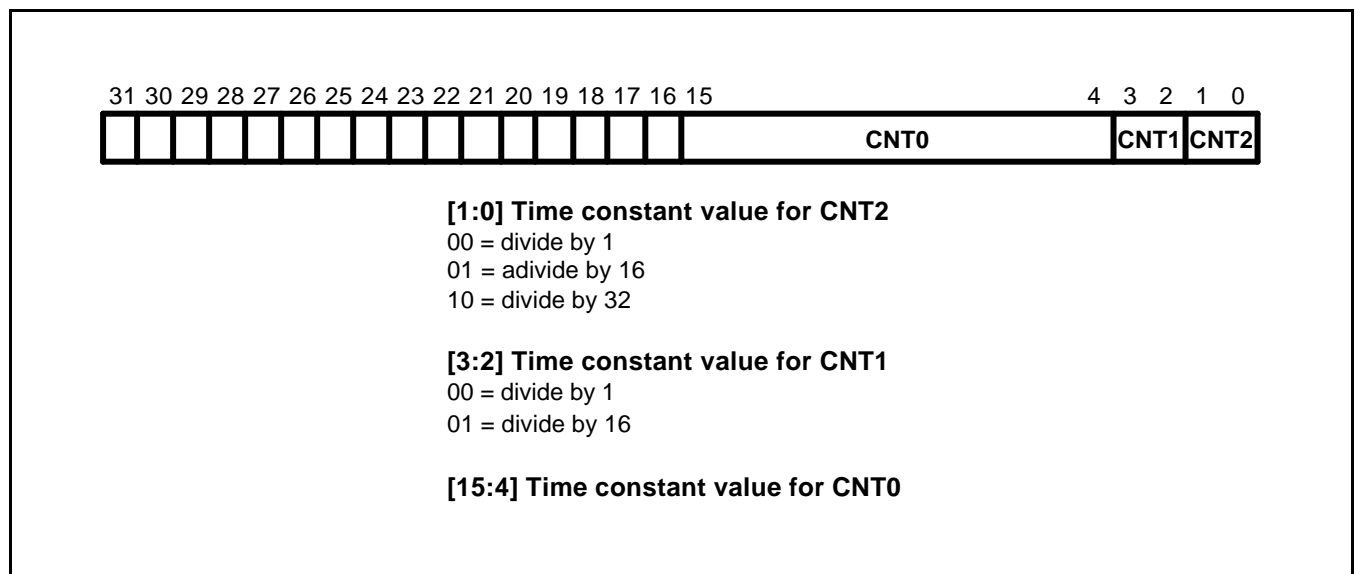 31 30 29 28 27 26 25 24 23 22 21 20 19 18 17 16 15 4 3 2 1 0
CNT0 CNT1 CNT2
[1:0] Time constant value for CNT2
00 = divide by 1
01 = adivide by 16
10 = divide by 32
[3:2] Time constant value for CNT1
00 = divide by 1
01 = divide by 16
[15:4] Time constant value for CNT0